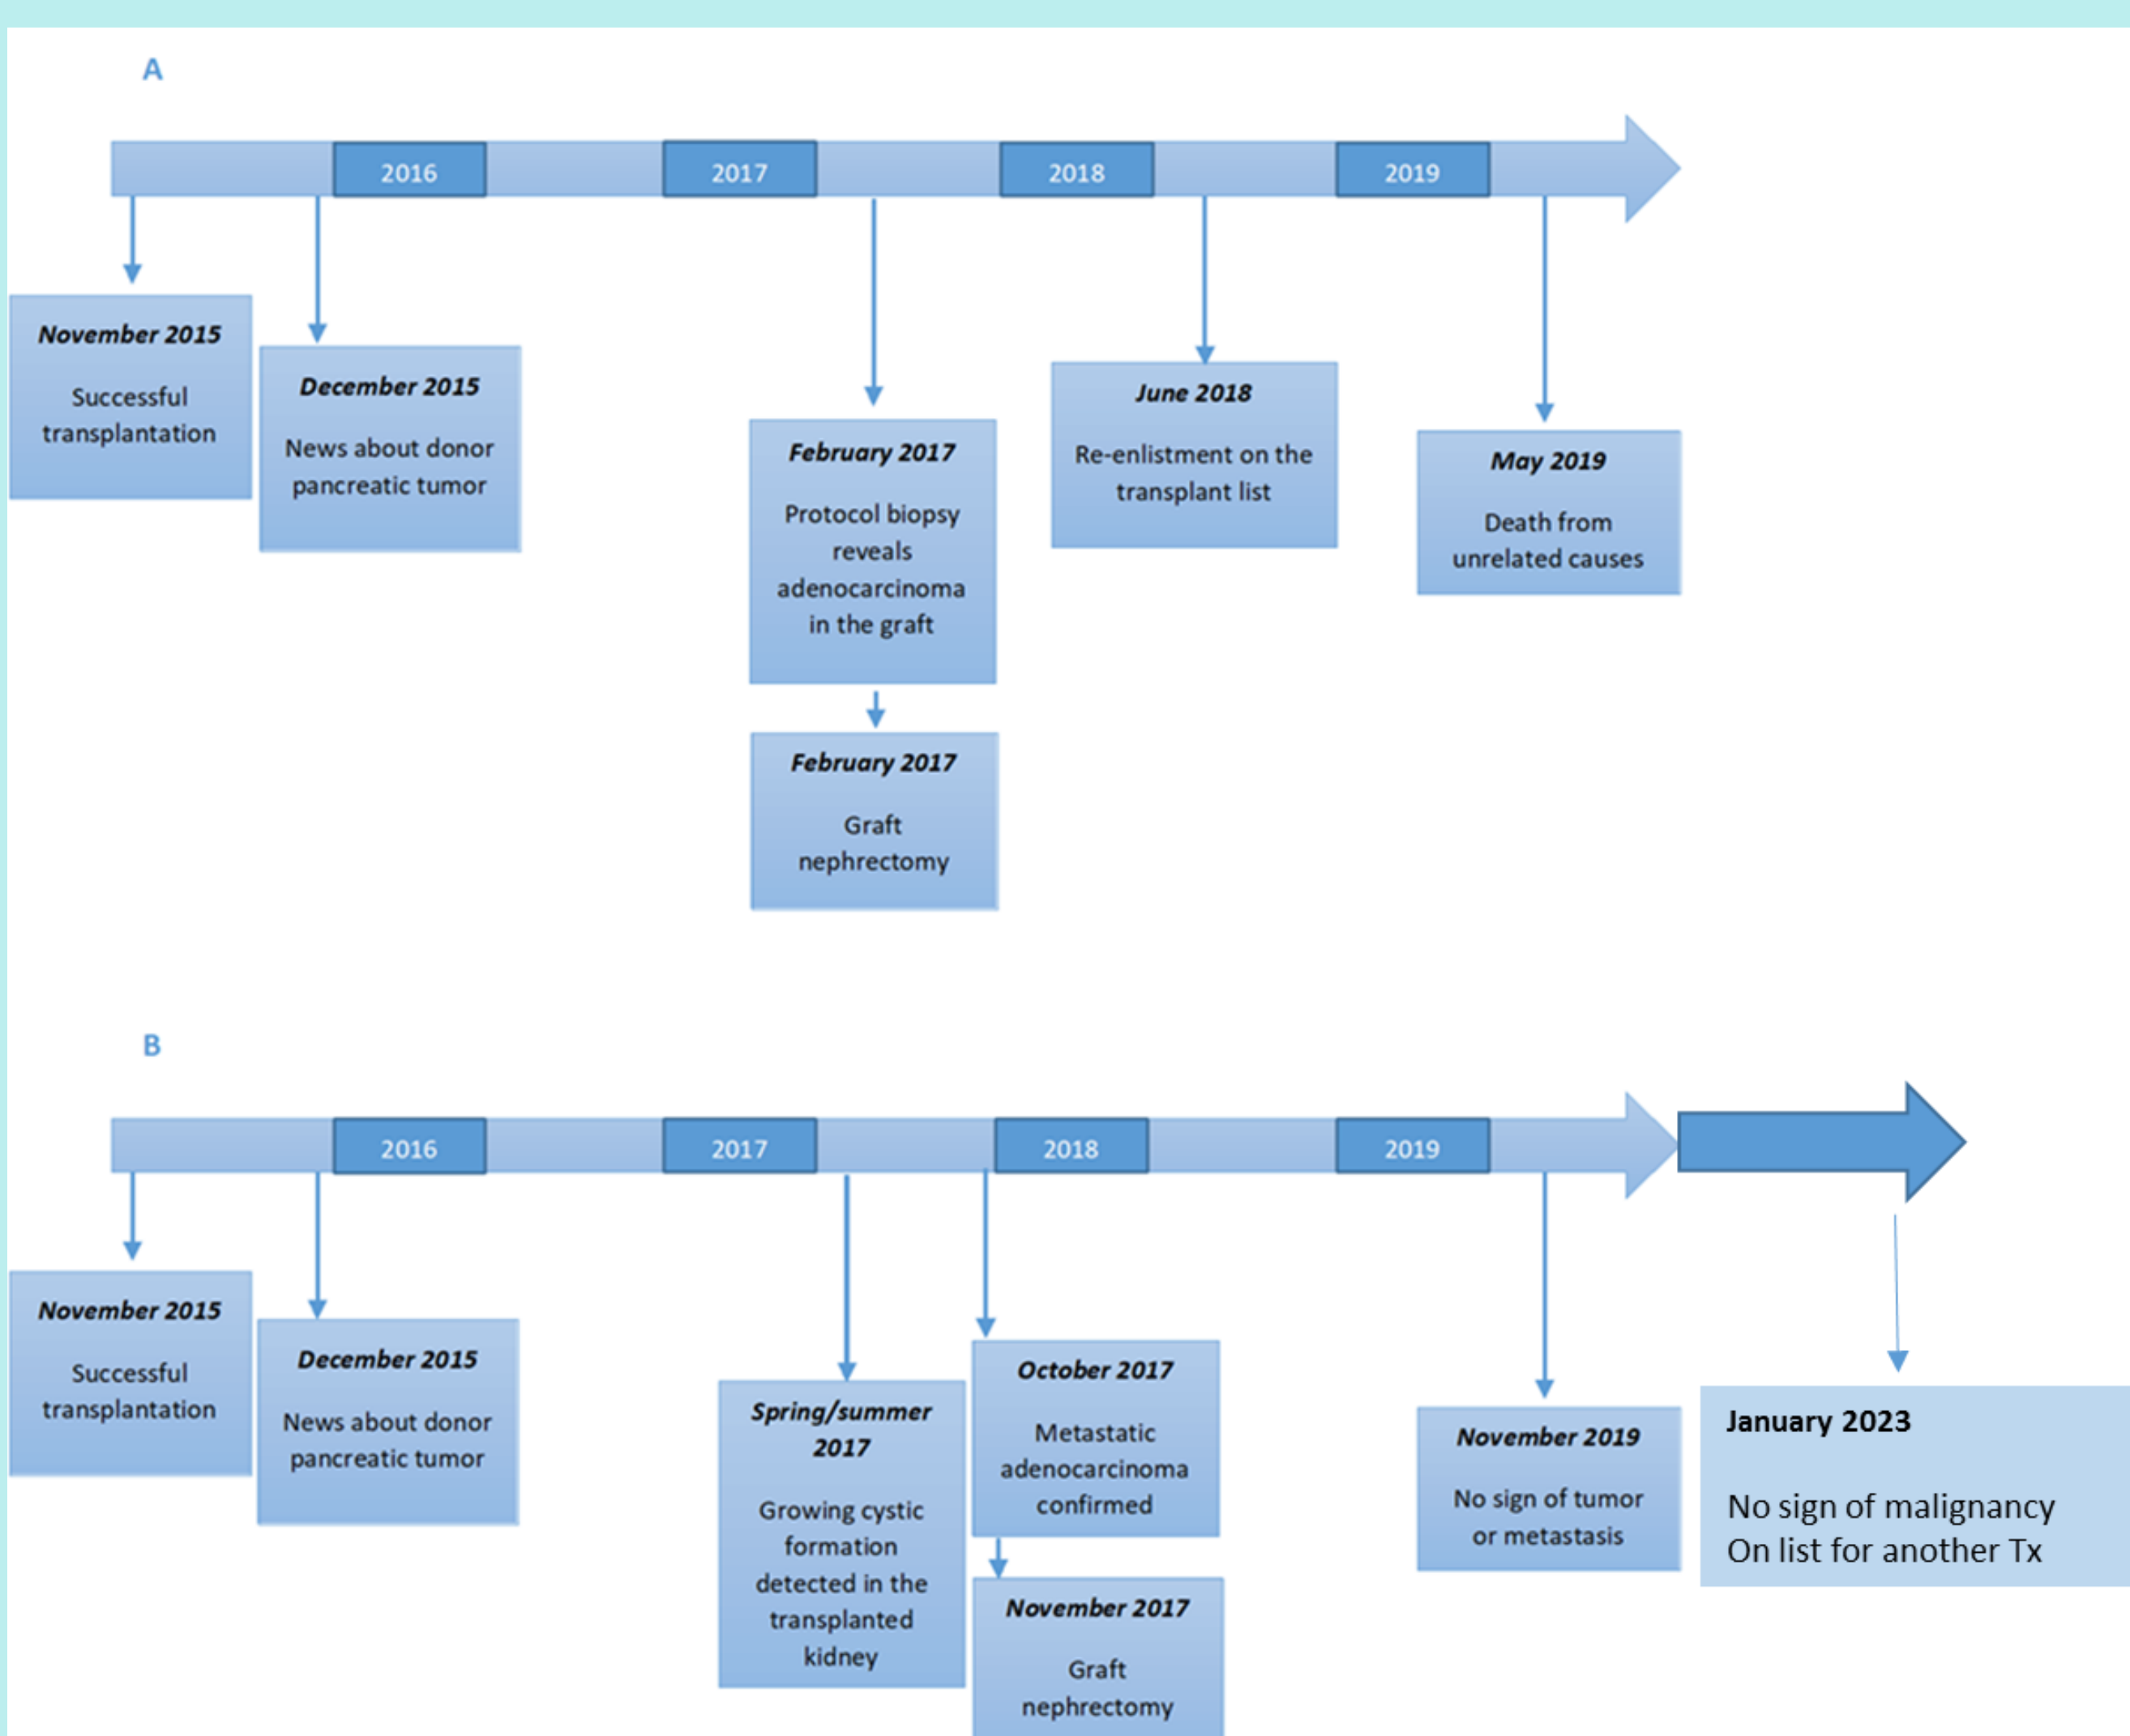 A
2016
2017
2018
2019
November 2015
Successful
transplantation
December 2015
News about donor
pancreatic tumor
February 2017
Protocol biopsy
reveals
adenocarcinoma
in the graft
February 2017
Graft
nephrectomy
June 2018
Re-enlistment on the
transplant list
May 2019
Death from
unrelated causes
B
2016
2017
2018
2019
November 2015
Successful
transplantation
December 2015
News about donor
pancreatic tumor
Spring/summer
2017
Growing cystic
formation
detected in the
transplanted
kidney
October 2017
Metastatic
adenocarcinoma
confirmed
November 2017
Graft
nephrectomy
November 2019
No sign of tumor
or metastasis
January 2023
No sign of malignancy
On list for another Tx